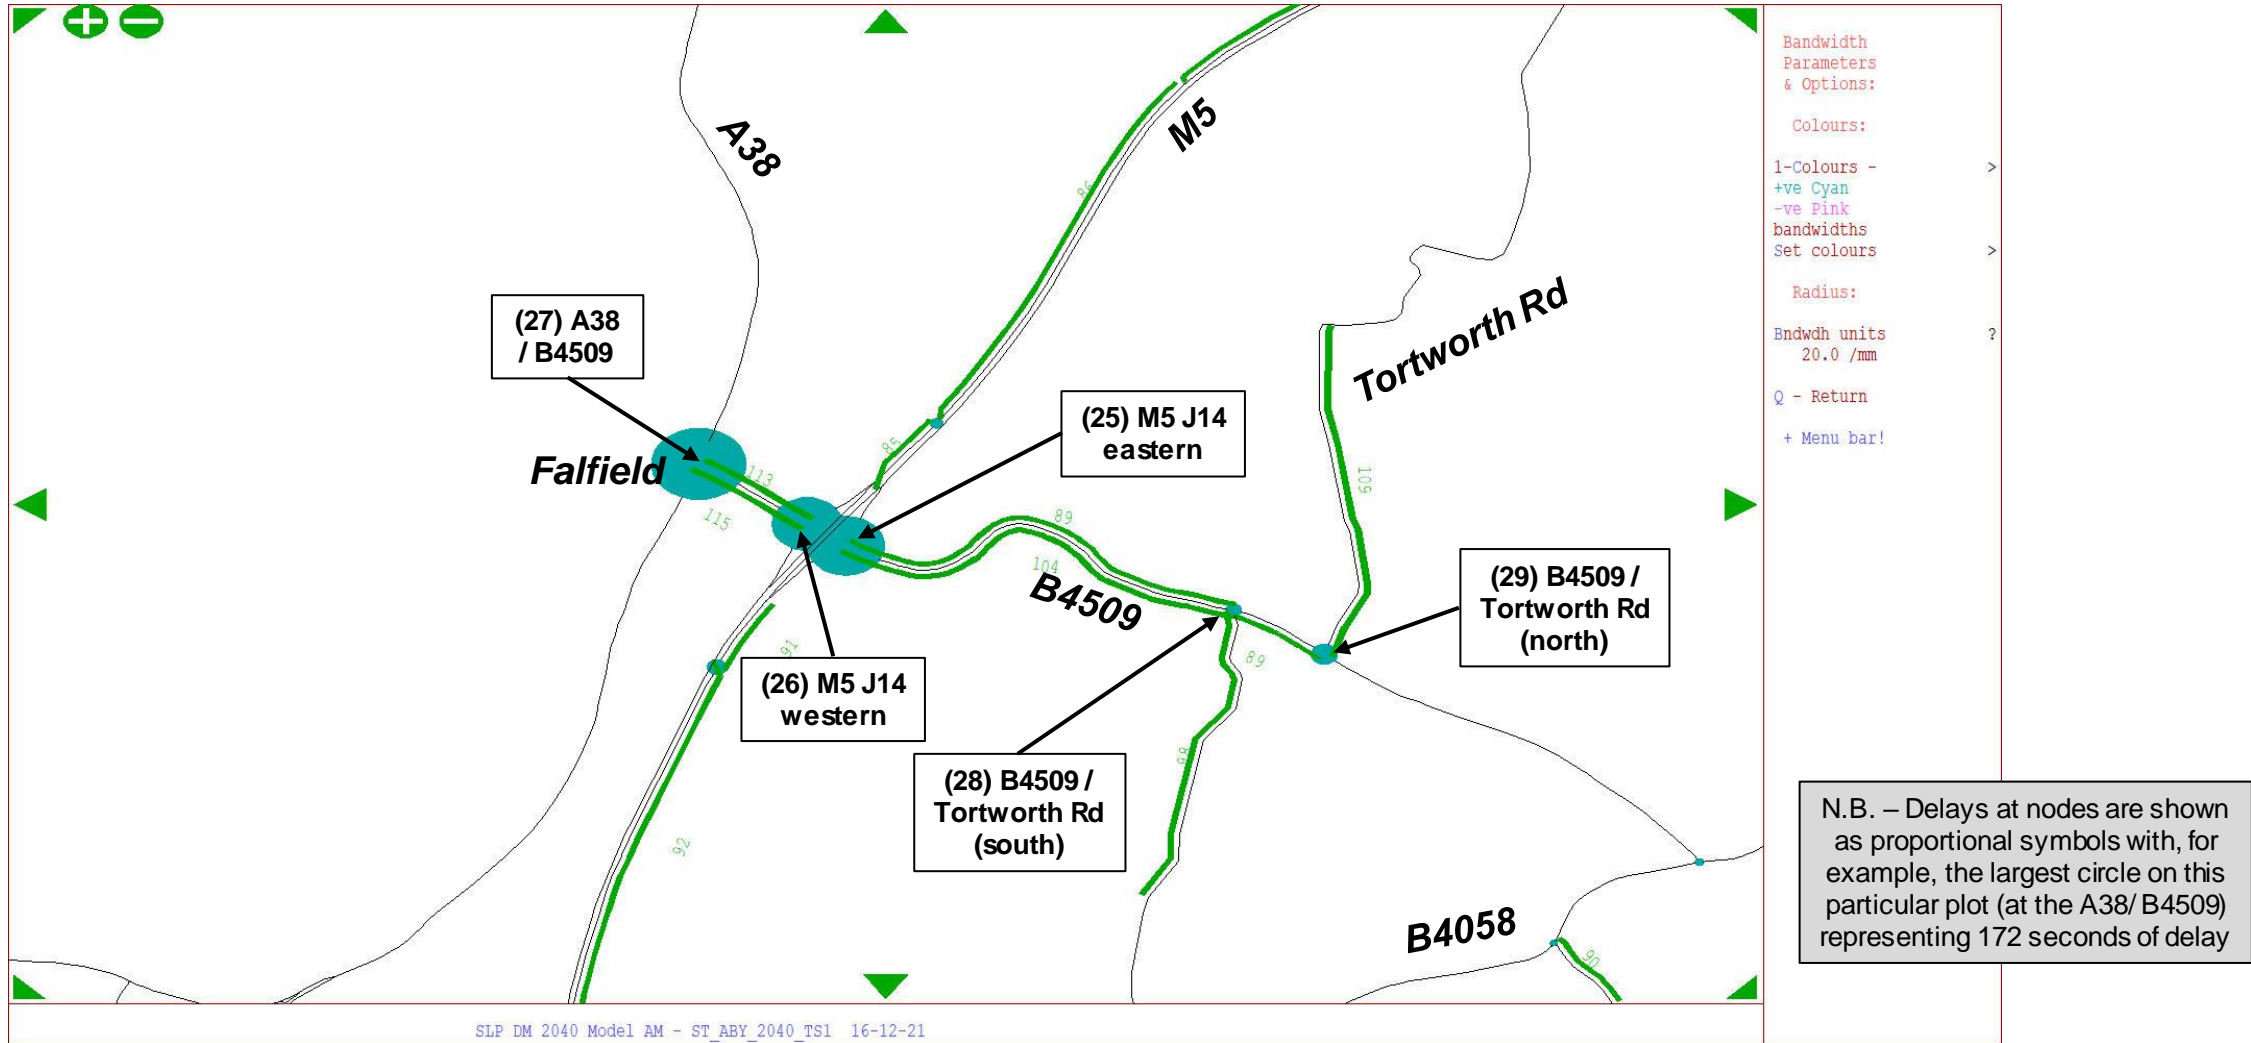 A38
M5
86
(27) A38
/ B4509
Tortworth Rd
(25) M5 J14
eastern
85
Falfield
113
115
109
89
104
B4509
(29) B4509 /
Tortworth Rd
(north)
91
89
(26) M5 J14
western
98
(28) B4509 /
Tortworth Rd
(south)
92
B4058
90
SLP DM 2040 Model AM - ST_ABY_2040_TS1 16-12-21
Bandwidth
Parameters
& Options:
Colours:
1-Colours - >
+ve Cyan
-ve Pink
bandwidths
Set colours >
Radius:
Bndwdh units ?
20.0 /mm
Q - Return
+ Menu bar!
N.B. – Delays at nodes are shown
as proportional symbols with, for
example, the largest circle on this
particular plot (at the A38/ B4509)
representing 172 seconds of delay